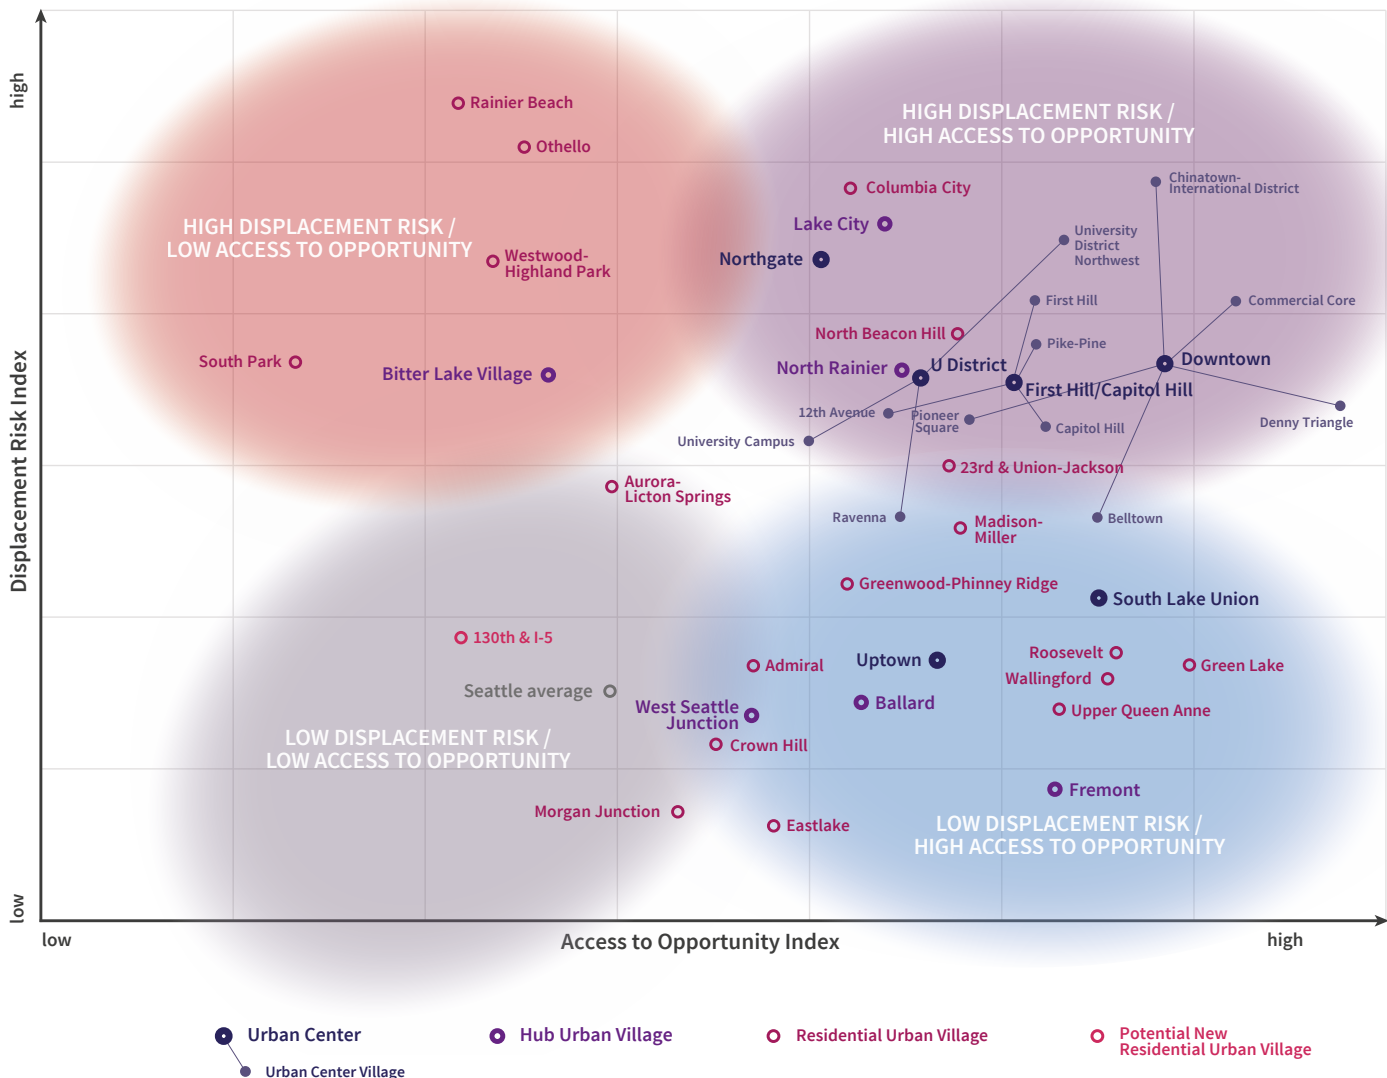 high
Displacement Risk Index
low
Rainier Beach
Othello
HIGH DISPLACEMENT RISK /
LOW ACCESS TO OPPORTUNITY
Westwood-
Highland Park
South Park
Bitter Lake Village
HIGH DISPLACEMENT RISK /
HIGH ACCESS TO OPPORTUNITY
Chinatown-
International District
Columbia City
Lake City
University
District
Northwest
Northgate
First Hill
Commercial Core
North Beacon Hill
Pike-Pine
North Rainier
U District
Downtown
First Hill/Capitol Hill
12th Avenue
Pioneer
Square
Capitol Hill
Denny Triangle
University Campus
23rd & Union-Jackson
Aurora-
Licton Springs
Ravenna
Belltown
Madison-
Miller
Greenwood-Phinney Ridge
South Lake Union
130th & I-5
Seattle average
Admiral
Uptown
Roosevelt
Green Lake
Wallingford
West Seattle
Junction
Ballard
Upper Queen Anne
Crown Hill
LOW DISPLACEMENT RISK /
LOW ACCESS TO OPPORTUNITY
Fremont
Morgan Junction
Eastlake
LOW DISPLACEMENT RISK /
HIGH ACCESS TO OPPORTUNITY
low
Access to Opportunity Index
high
Urban Center
Urban Center Village
Hub Urban Village
Residential Urban Village
Potential New
Residential Urban Village